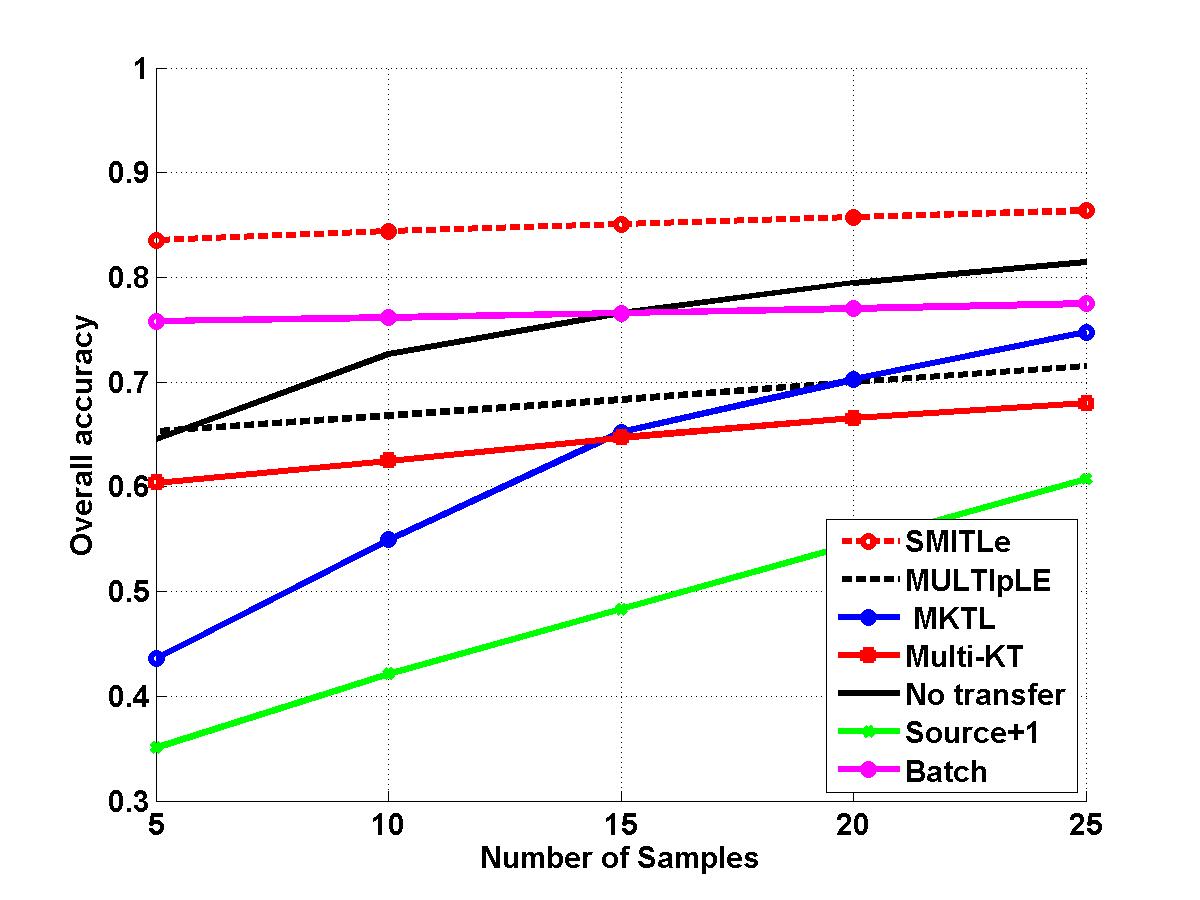 1
0.9
0.8
0.7
0.6
0.5
0.4
0.3
Overall accuracy
5
10
15
20
25
Number of Samples
SMITLe
MULTIpLE
MKTL
Multi-KT
No transfer
Source+1
Batch